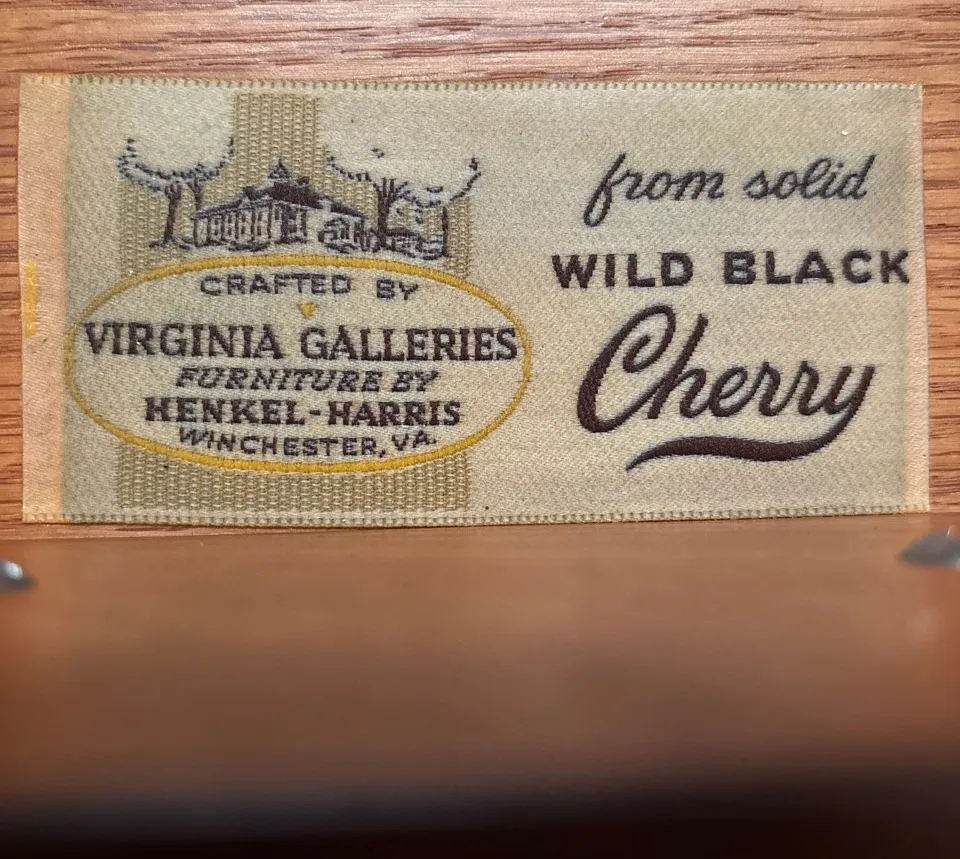 CRAFTED BY
VIRGINIA GALLERIES
FURNITURE BY
HENKEL-HARRIS
WINCHESTER, VA.
from solid
WILD BLACK
Cherry